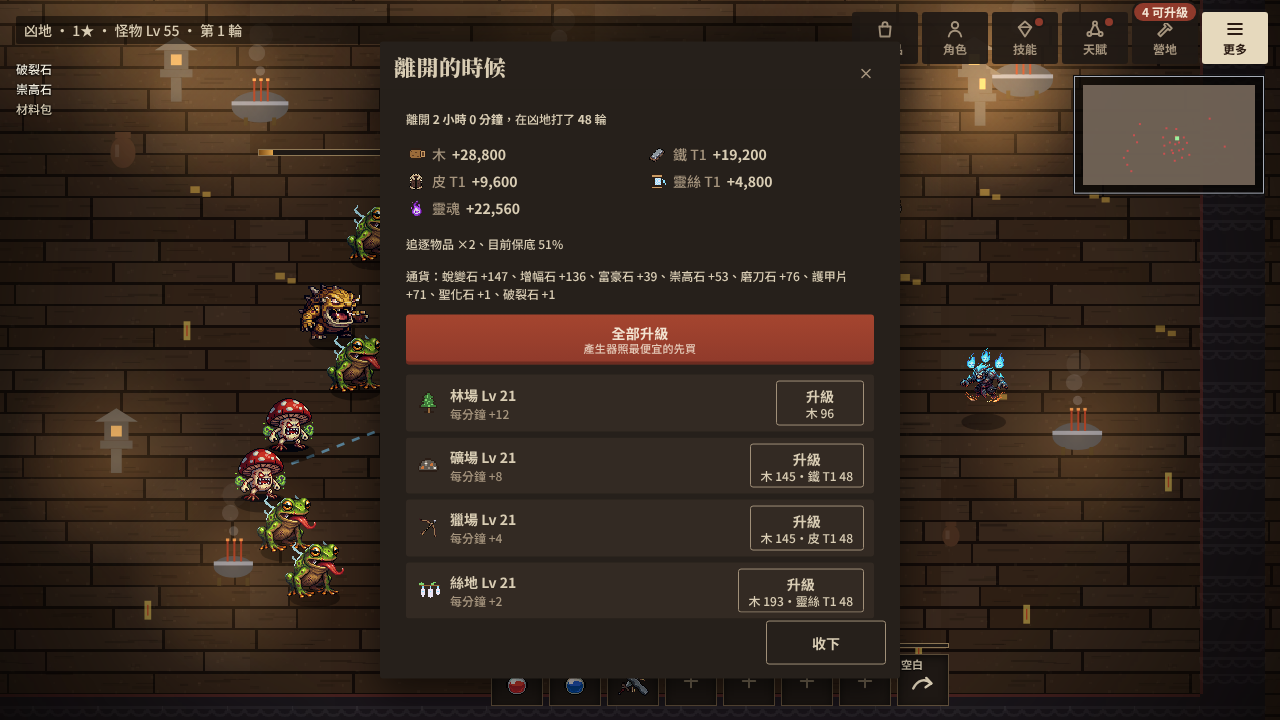 凶地 • 1★ • 怪物 Lv 55 • 第 1 輪
破裂石
崇高石
材料包
角色
技能
天賦
4 可升級
營地
更多
離開的時候
離開 2 小時 0 分鐘，在凶地打了 48 輪
木 +28,800
鐵 T1 +19,200
皮 T1 +9,600
靈絲 T1 +4,800
靈魂 +22,560
追逐物品 ×2、目前保底 51%
通貨：蛻變石 +147、增幅石 +136、富豪石 +39、崇高石 +53、磨刀石 +76、護甲片
+71、聖化石 +1、破裂石 +1
全部升級
產生器照最便宜的先買
林場 Lv 21
每分鐘 +12
升級
木 96
礦場 Lv 21
每分鐘 +8
升級
木 145・鐵 T1 48
獵場 Lv 21
每分鐘 +4
升級
木 145・皮 T1 48
絲地 Lv 21
每分鐘 +2
升級
木 193・靈絲 T1 48
收下
空白